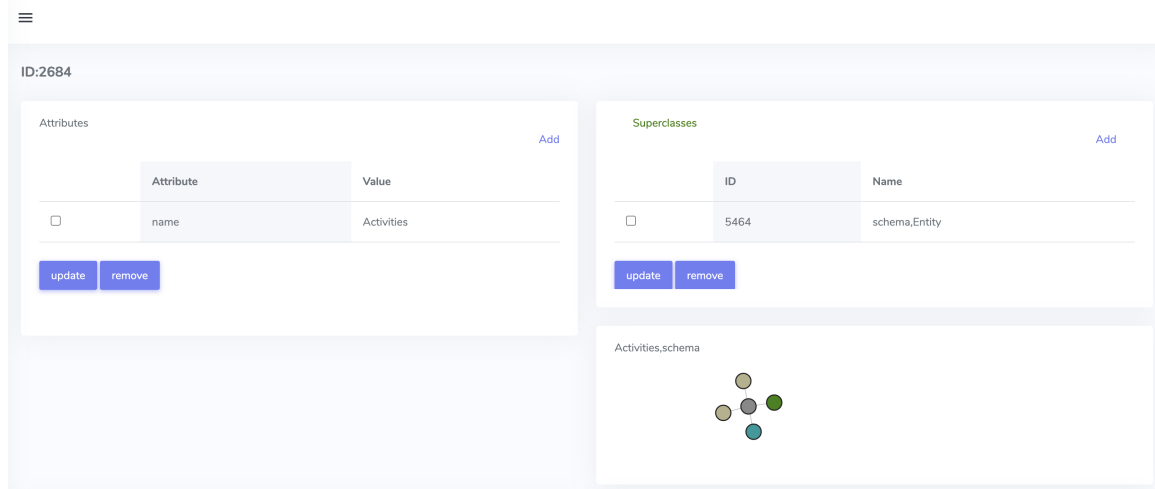 ID:2684
Attributes
Add
Attribute Value
name Activities
update remove
Superclasses
Add
ID Name
5464 schema,Entity
update remove
Activities,schema